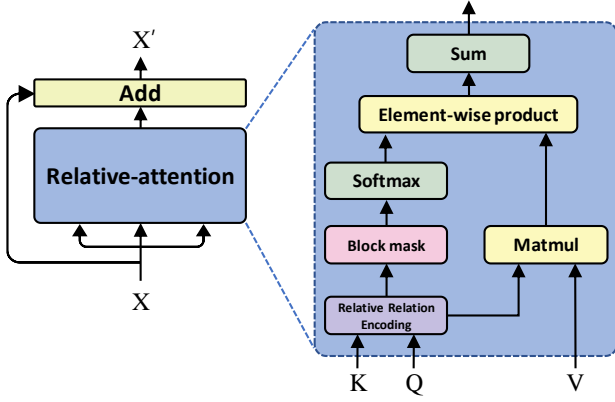 X'
Add
Relative-attention
X
Sum
Element-wise product
Softmax
Block mask
Matmul
Relative Relation
Encoding
K
Q
V